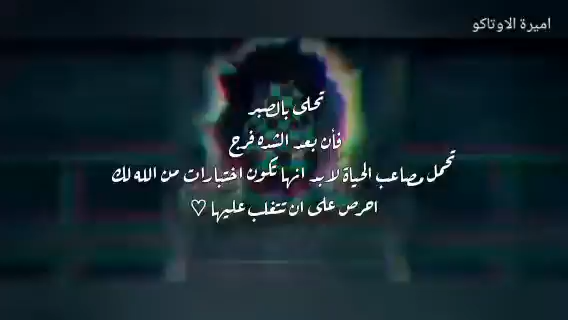 اميرة الاوتاكو
تحلى بالصبر
فأن بعد الشده فرج
تحمل مصاعب الحياة لابد انها تكون اختبارات من الله لك
احرص على ان تتغلب عليها ♡